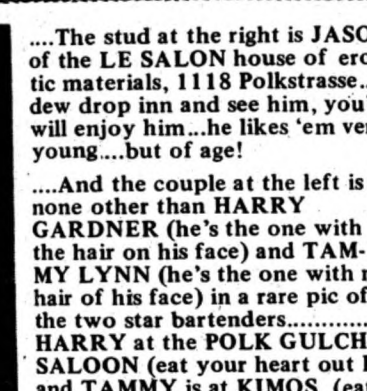 ....The stud at the right is JASO
of the LE SALON house of ero
tic materials, 1118 Polkstrasse..
dew drop inn and see him, you'
will enjoy him...he likes 'em ver
young....but of age!
....And the couple at the left is
none other than HARRY
GARDNER (he's the one with
the hair on his face) and TAM-
MY LYNN (he's the one with n
hair of his face) in a rare pic of
the two star bartenders.............
HARRY at the POLK GULCH
SALOON (eat your heart out
and TAMMY is at KIMOS (eat